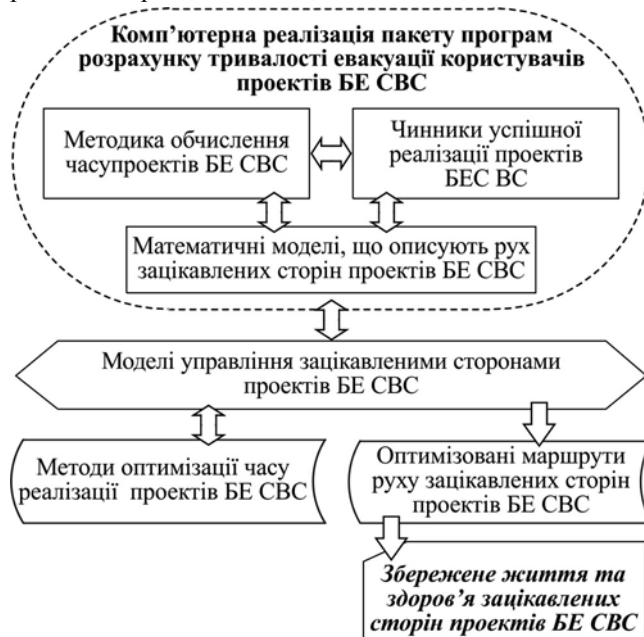 Комп’ютерна реалізація пакету програм
розрахунку тривалості евакуації користувачів
проектів БЕ СВС
Методика обчислення
часупроектів БЕ СВС
Чинники успішної
реалізації проектів
БЕС ВС
Математичні моделі, що описують рух
зацікавлених сторін проектів БЕ СВС
Моделі управління зацікавленими сторонами
проектів БЕ СВС
Методи оптимізації часу
реалізації проектів БЕ СВС
Оптимізовані маршрути
руху зацікавлених сторін
проектів БЕ СВС
Збережене життя та
здоров’я зацікавлених
сторін проектів БЕ СВС